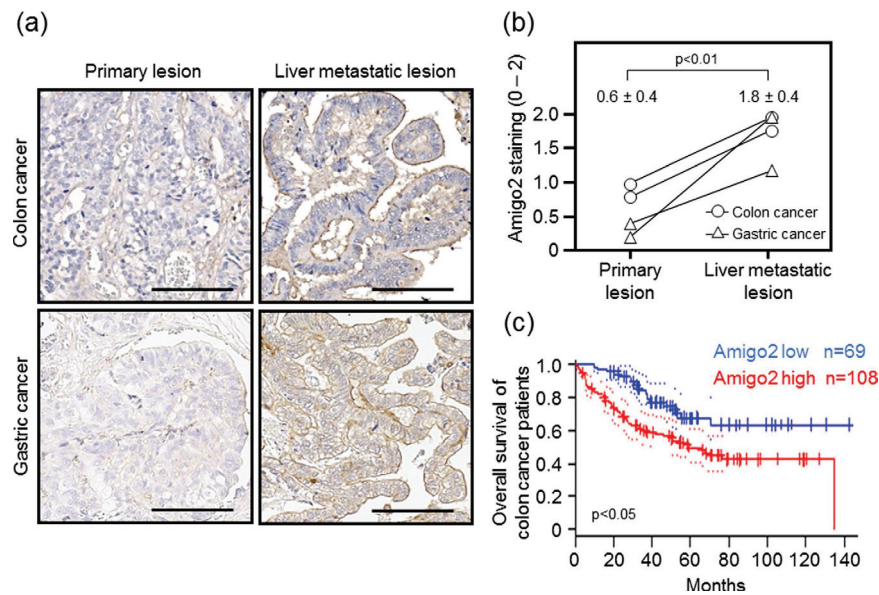 (a)
Primary lesion
Liver metastatic lesion
Colon cancer
Gastric cancer
(b)
Amigo2 staining (0 – 2)
p<0.01
0.6 ± 0.4
1.8 ± 0.4
2.0
1.5
1.0
0.5
0
Colon cancer
Gastric cancer
Primary
lesion
Liver metastatic
lesion
(c)
Amigo2 low n=69
Amigo2 high n=108
Overall survival of
colon cancer patients
1.0
0.8
0.6
0.4
0.2
0
p<0.05
0 20 40 60 80 100 120 140
Months